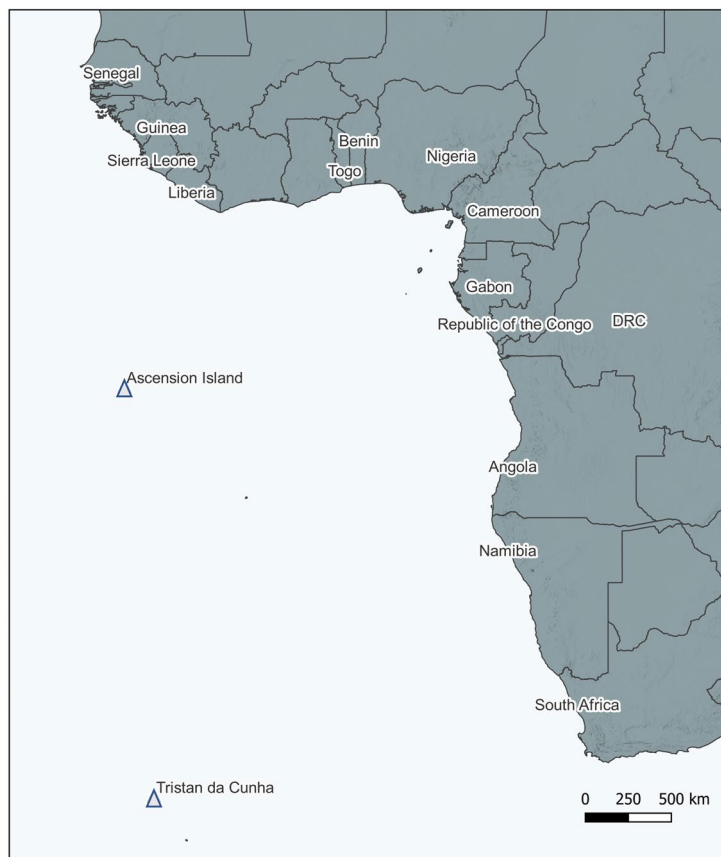 Senegal
Guinea
Benin
Nigeria
Sierra Leone
Togo
Liberia
Cameroon
Gabon
Republic of the Congo
DRC
Ascension Island
Angola
Namibia
South Africa
Tristan da Cunha
0 250 500 km